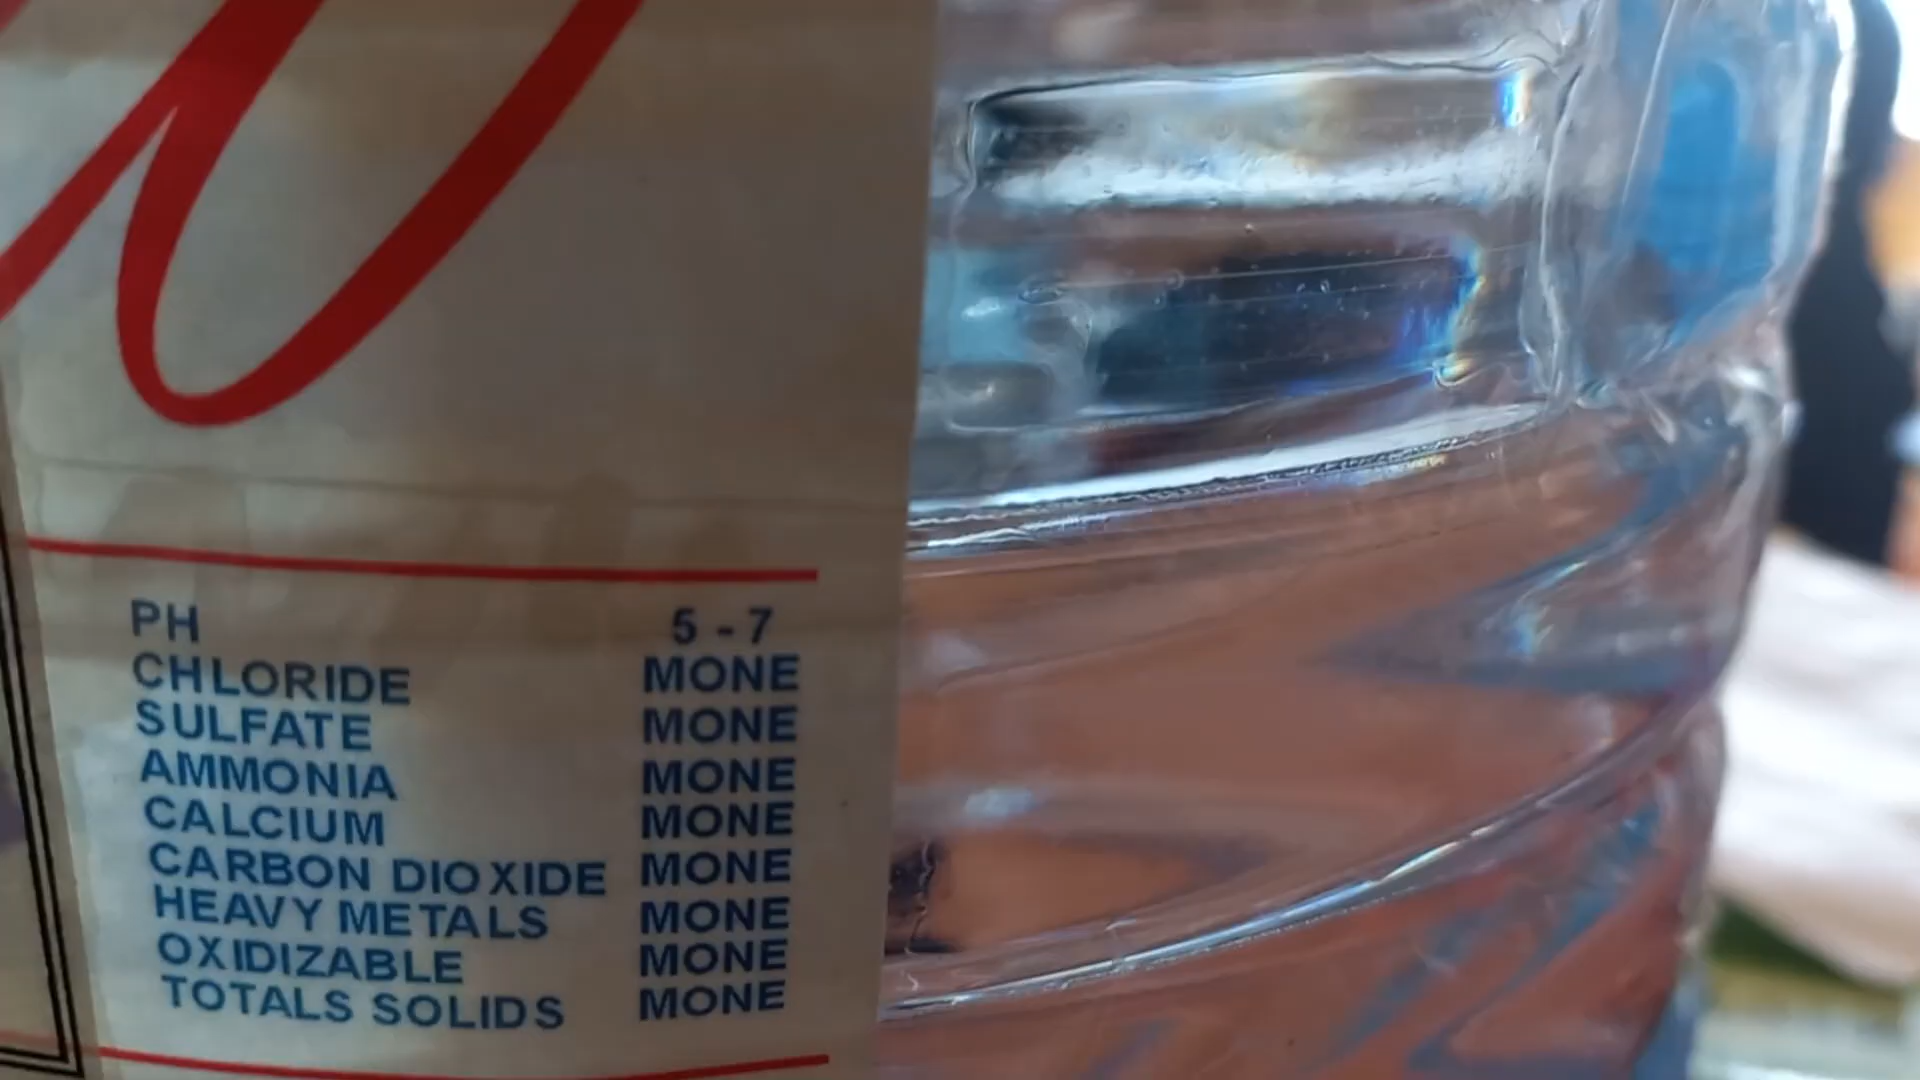 PH 5 - 7
CHLORIDE MONE
SULFATE MONE
AMMONIA MONE
CALCIUM MONE
CARBON DIOXIDE MONE
HEAVY METALS MONE
OXIDIZABLE MONE
TOTALS SOLIDS MONE